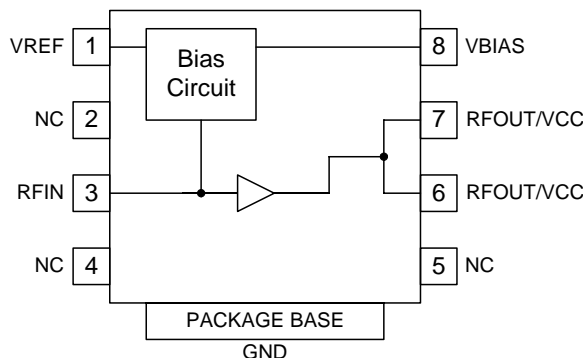 VREF 1 Bias Circuit 8 VBIAS
NC 2 7 RFOUT/VCC
RFIN 3 6 RFOUT/VCC
NC 4 5 NC
PACKAGE BASE
GND